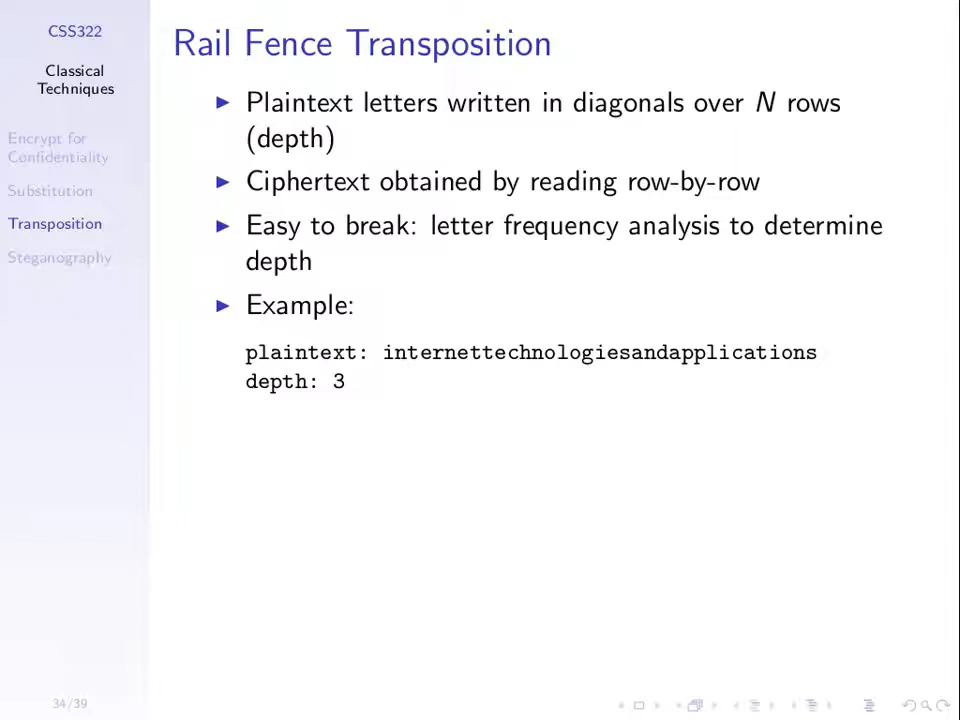 CSS322
Classical
Techniques
Encrypt for
Confidentiality
Substitution
Transposition
Steganography
34/39
Rail Fence Transposition
Plaintext letters written in diagonals over N rows
(depth)
Ciphertext obtained by reading row-by-row
Easy to break: letter frequency analysis to determine
depth
Example:
plaintext: internettechnologiesandapplications
depth: 3